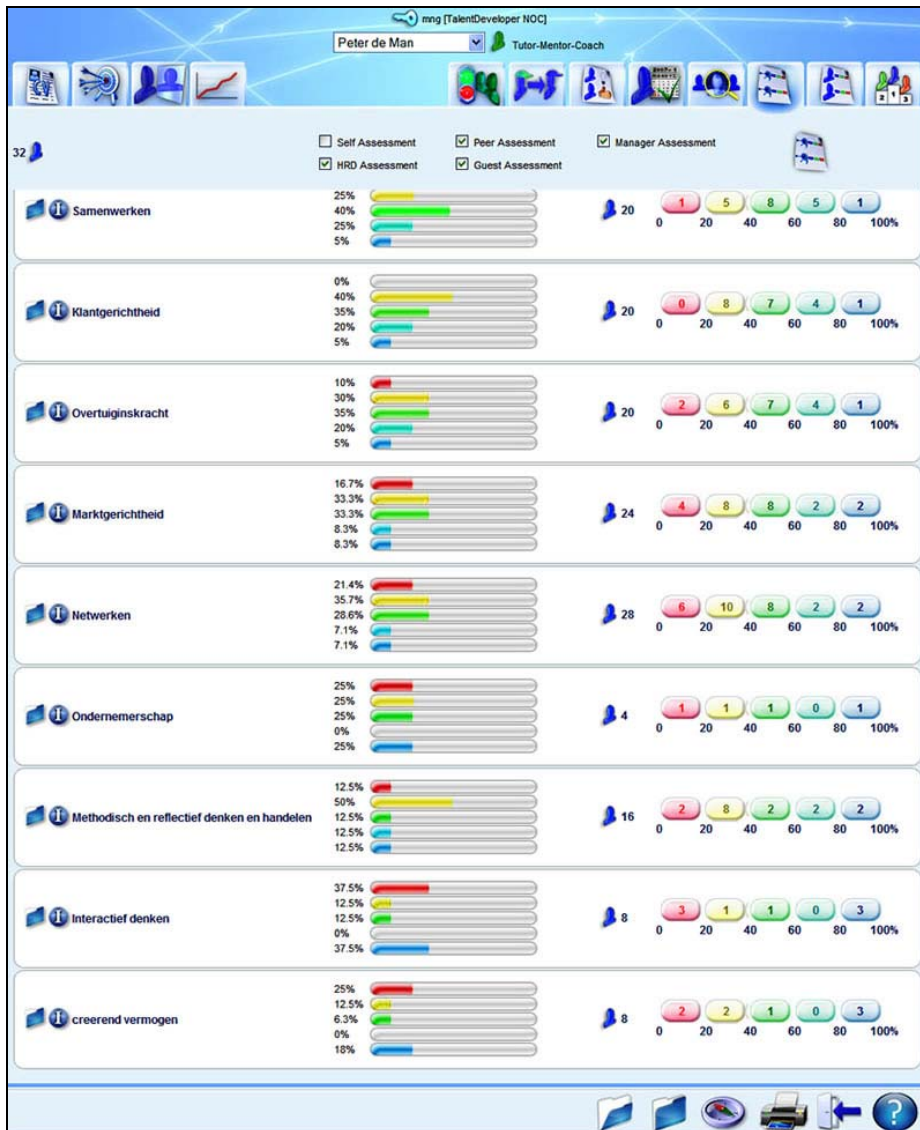 mng [TalentDeveloper NOC]
Peter de Man Tutor-Mentor-Coach
32
Self Assessment Peer Assessment Manager Assessment
HRD Assessment Guest Assessment
Samenwerken
25%
40%
25%
5%
20 1 5 8 5 1
0 20 40 60 80 100%
Klantgerichtheid
0%
40%
35%
20%
5%
20 0 8 7 4 1
0 20 40 60 80 100%
Overtuiginskracht
10%
30%
35%
20%
5%
20 2 6 7 4 1
0 20 40 60 80 100%
Marktgerichtheid
16.7%
33.3%
33.3%
8.3%
8.3%
24 4 8 8 2 2
0 20 40 60 80 100%
Netwerken
21.4%
35.7%
28.6%
7.1%
7.1%
28 6 10 8 2 2
0 20 40 60 80 100%
Ondernemerschap
25%
25%
25%
0%
25%
4 1 1 1 0 1
0 20 40 60 80 100%
Methodisch en reflectief denken en handelen
12.5%
50%
12.5%
12.5%
12.5%
16 2 8 2 2 2
0 20 40 60 80 100%
Interactief denken
37.5%
12.5%
12.5%
0%
37.5%
8 3 1 1 0 3
0 20 40 60 80 100%
creerend vermogen
25%
12.5%
6.3%
0%
18%
8 2 2 1 0 3
0 20 40 60 80 100%